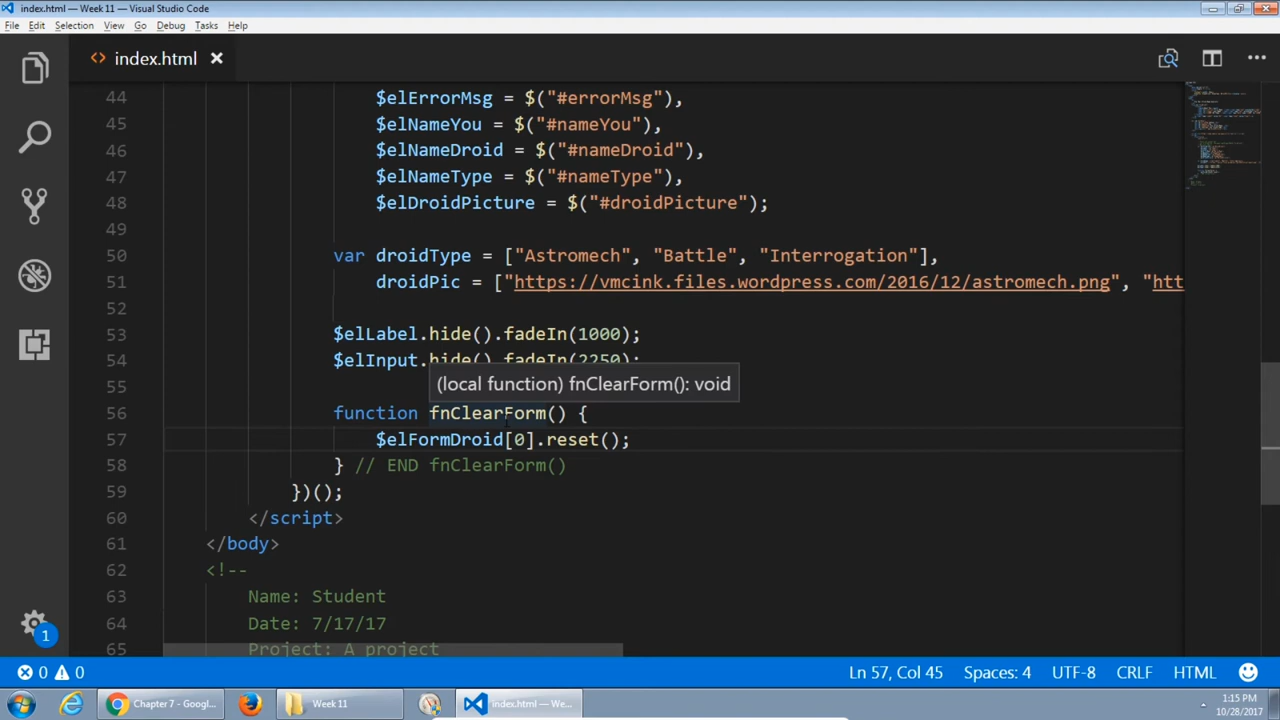 index.html — Week 11 — Visual Studio Code
File Edit Selection View Go Debug Tasks Help
<> index.html
44 $elErrorMsg = $("#errorMsg"),
45 $elNameYou = $("#nameYou"),
46 $elNameDroid = $("#nameDroid"),
47 $elNameType = $("#nameType"),
48 $elDroidPicture = $("#droidPicture");
49
50 var droidType = ["Astromech", "Battle", "Interrogation"],
51 droidPic = ["https://vmcink.files.wordpress.com/2016/12/astromech.png", "htt
52
53 $elLabel.hide().fadeIn(1000);
54 $elInput.hide().fadeIn(2250);
55 (local function) fnClearForm(): void
56 function fnClearForm() {
57 $elFormDroid[0].reset();
58 } // END fnClearForm()
59 })();
60 </script>
61 </body>
62 <!--
63 Name: Student
64 Date: 7/17/17
65 Project: A project
1
0 0 Ln 57, Col 45 Spaces: 4 UTF-8 CRLF HTML
Chapter 7 - Googl... Week 11 index.html — We... 1:15 PM
10/28/2017